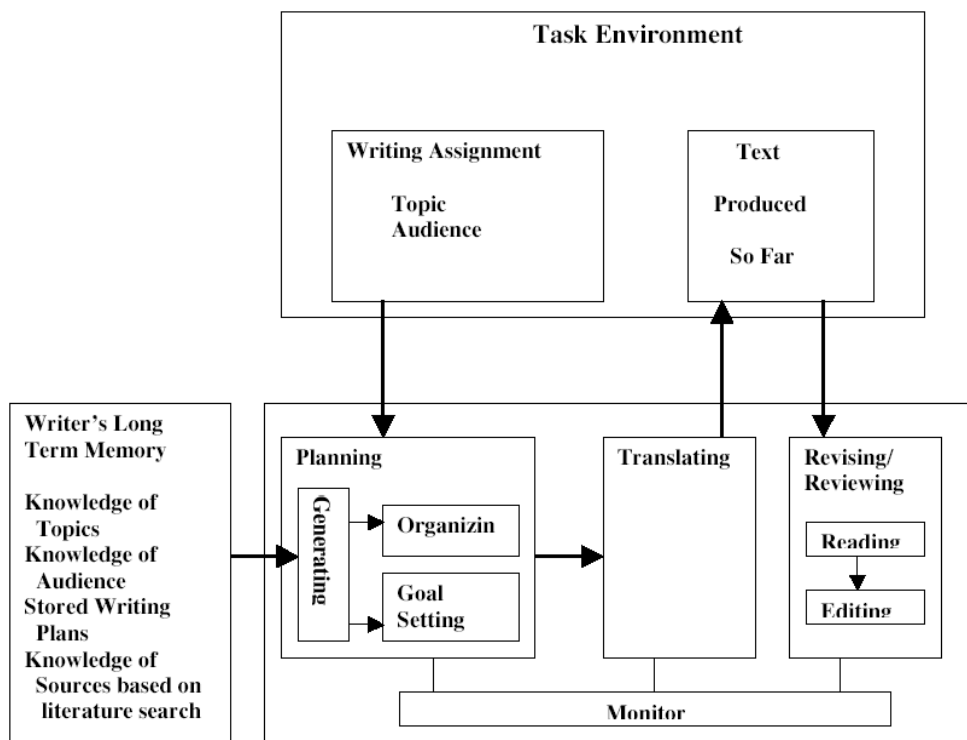 Task Environment
Writing Assignment
Topic
Audience
Text
Produced
So Far
Writer's Long
Term Memory
Knowledge of
Topics
Knowledge of
Audience
Stored Writing
Plans
Knowledge of
Sources based on
literature search
Planning
Generating
Organizin
Goal
Setting
Translating
Revising/
Reviewing
Reading
Editing
Monitor